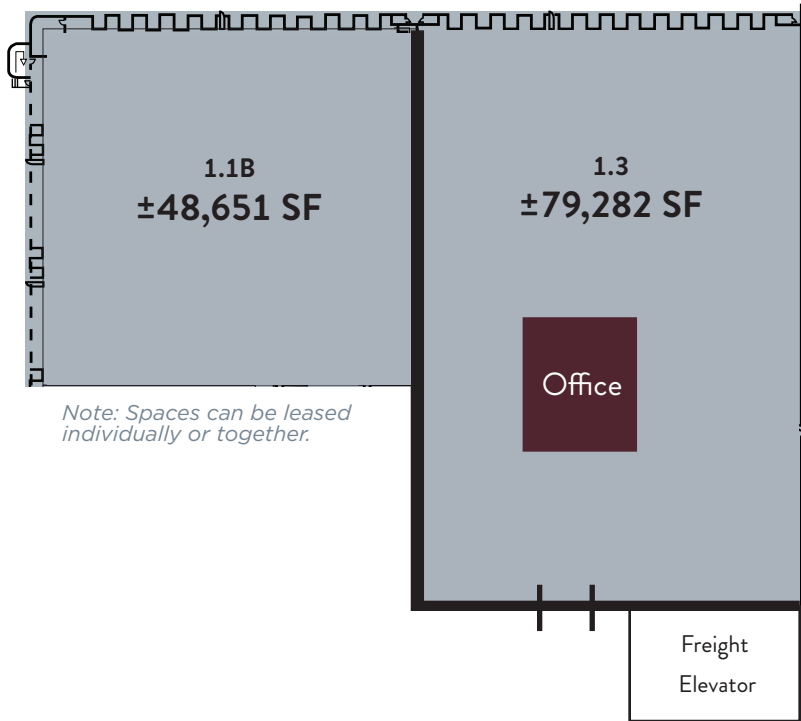 1.1B
±48,651 SF
1.3
±79,282 SF
Office
Note: Spaces can be leased
individually or together.
Freight
Elevator